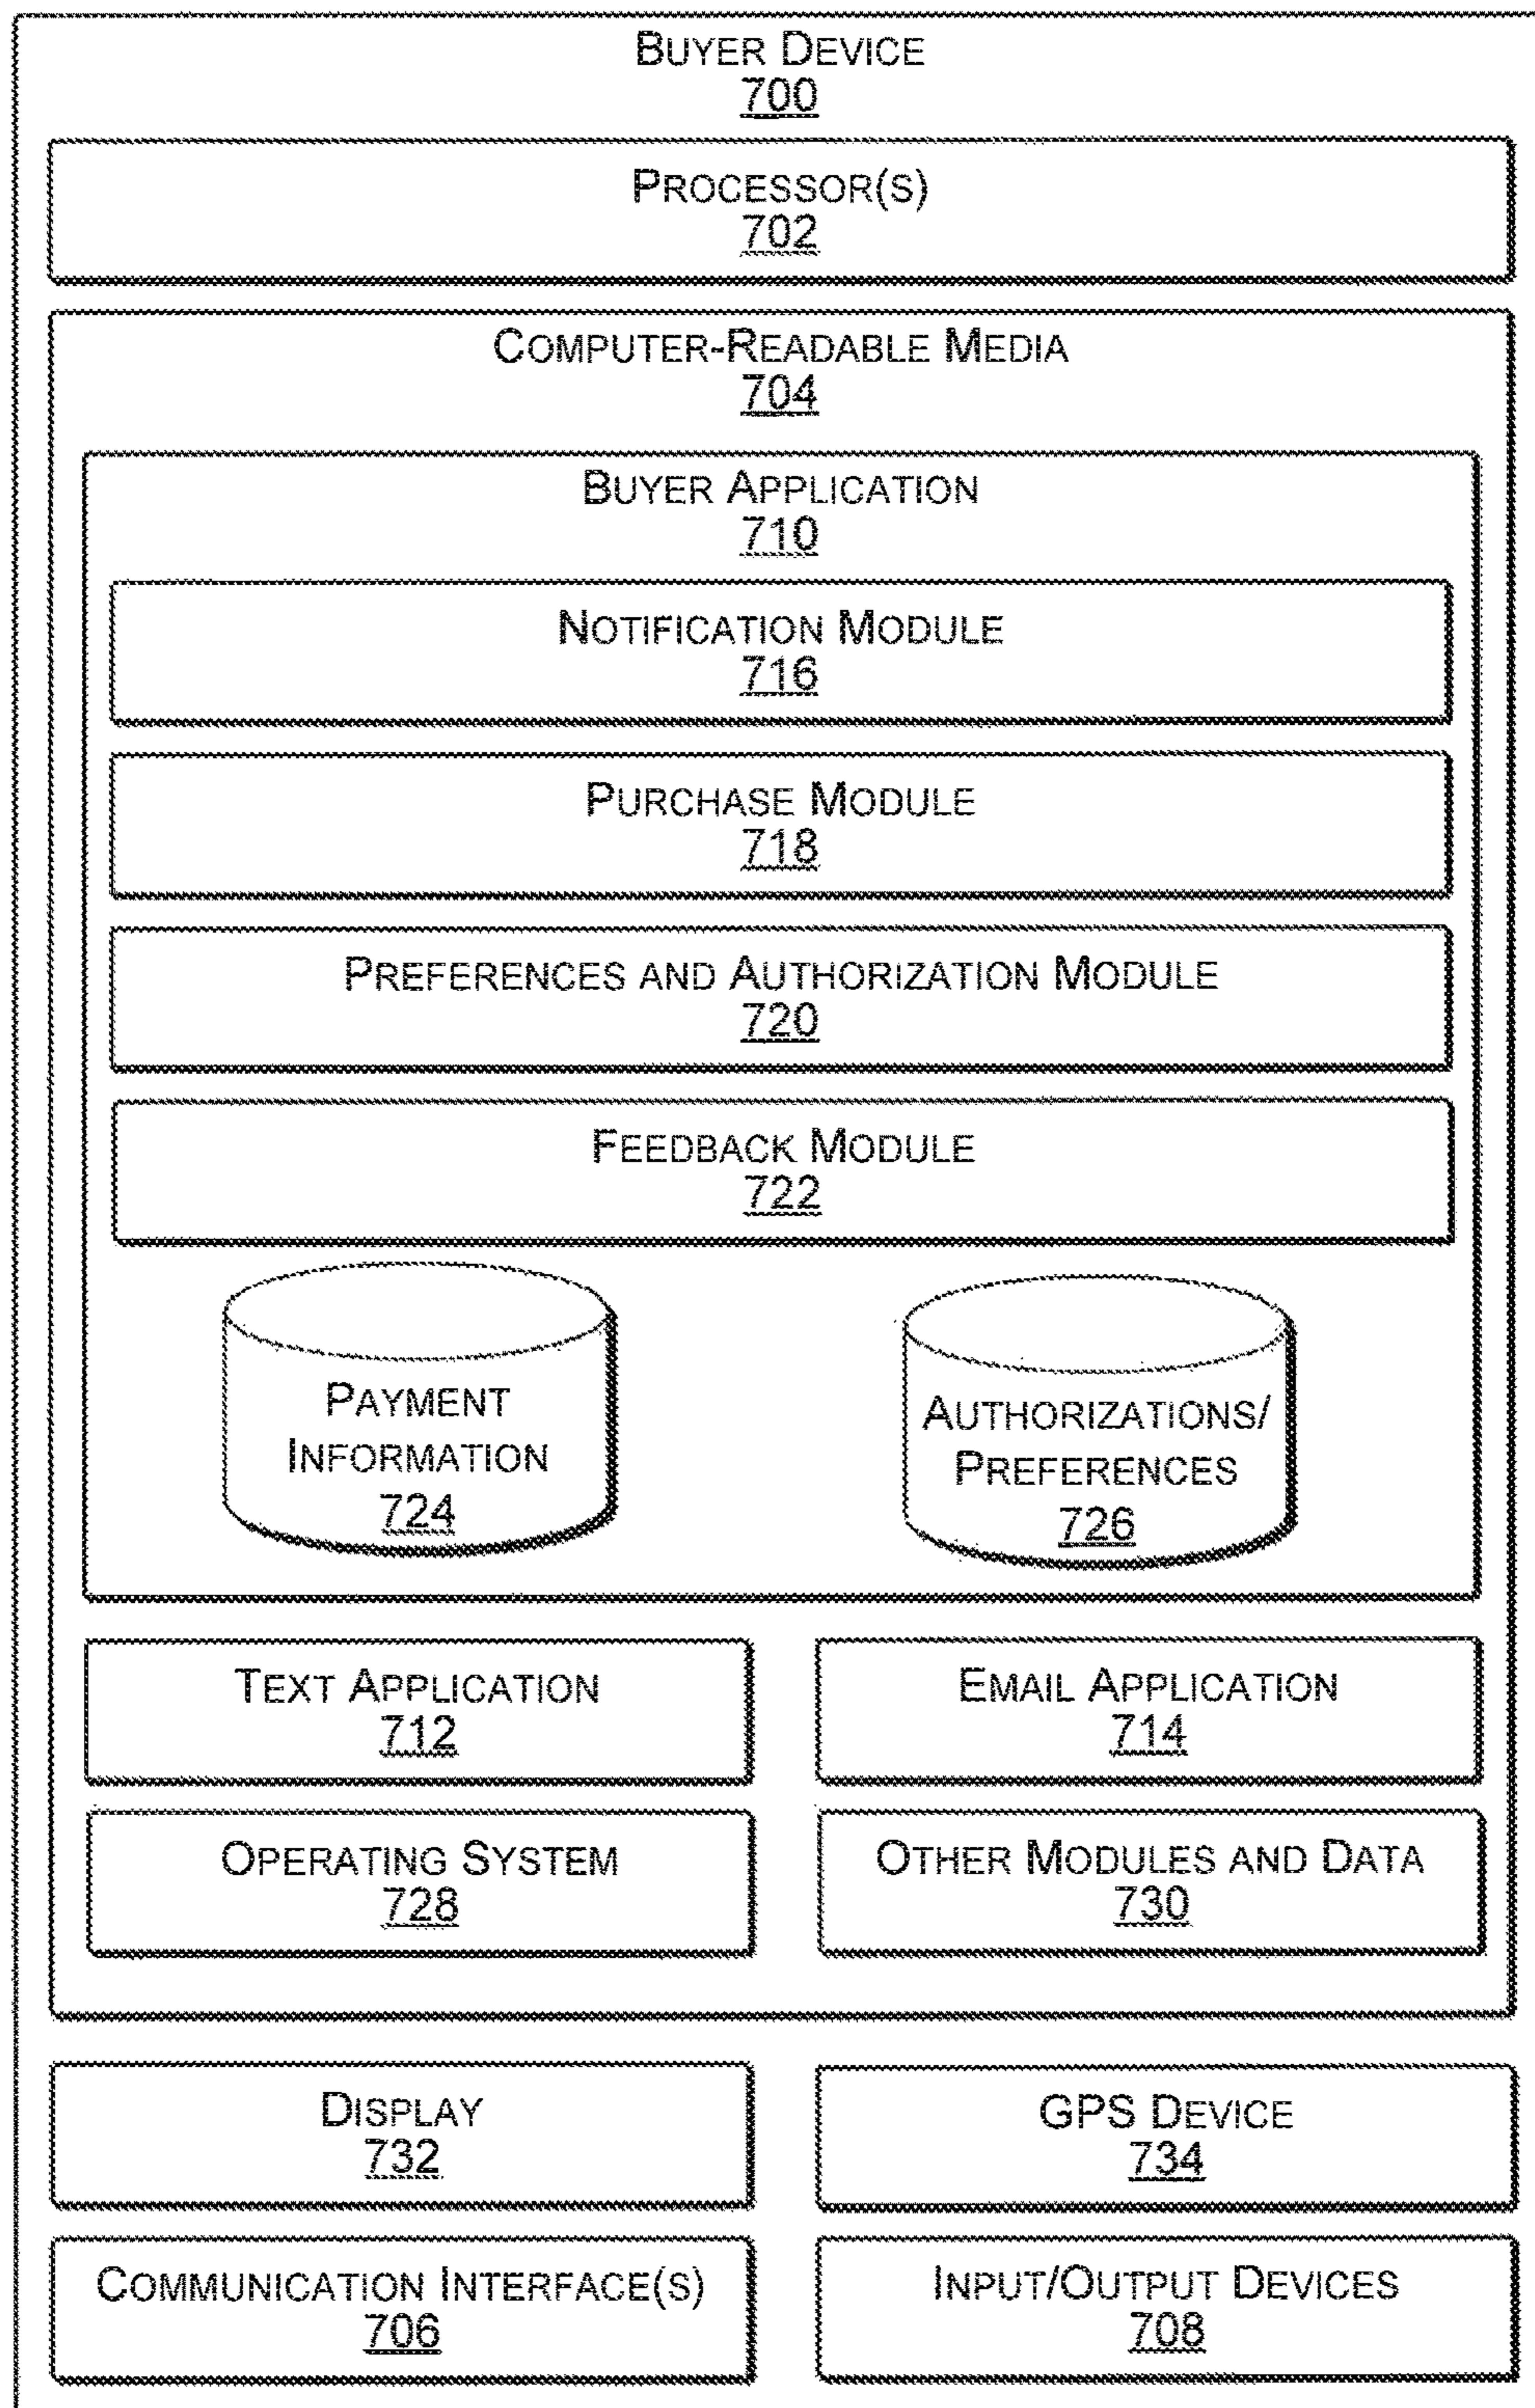 BUYER DEVICE
700
PROCESSOR(S)
702
COMPUTER-READABLE MEDIA
704
BUYER APPLICATION
710
NOTIFICATION MODULE
716
PURCHASE MODULE
718
PREFERENCES AND AUTHORIZATION MODULE
720
FEEDBACK MODULE
722
PAYMENT
INFORMATION
724
AUTHORIZATIONS/
PREFERENCES
726
TEXT APPLICATION
712
EMAIL APPLICATION
714
OPERATING SYSTEM
728
OTHER MODULES AND DATA
730
DISPLAY
732
GPS DEVICE
734
COMMUNICATION INTERFACE(S)
706
INPUT/OUTPUT DEVICES
708